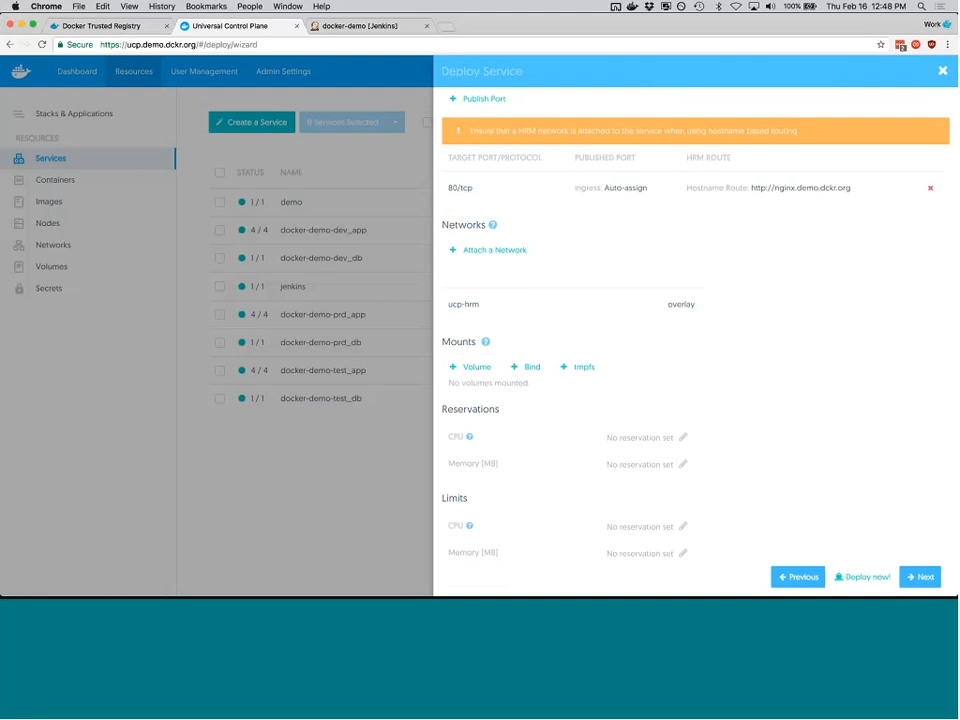 Chrome File Edit View History Bookmarks People Window Help 100% Thu Feb 16 12:48 PM
Docker Trusted Registry × Universal Control Plane × docker-demo [Jenkins] × Work
Secure https://ucp.demo.dckr.org/#/deploy/wizard
Dashboard Resources User Management Admin Settings Deploy Service
Stacks & Applications
RESOURCES
Services
Containers
Images
Nodes
Networks
Volumes
Secrets
Create a Service 0 Services Selected
STATUS NAME
1 / 1 demo
4 / 4 docker-demo-dev_app
1 / 1 docker-demo-dev_db
1 / 1 jenkins
4 / 4 docker-demo-prd_app
1 / 1 docker-demo-prd_db
4 / 4 docker-demo-test_app
1 / 1 docker-demo-test_db
+ Publish Port
! Ensure that a HRM network is attached to the service when using hostname based routing
TARGET PORT/PROTOCOL PUBLISHED PORT HRM ROUTE
80/tcp Ingress: Auto-assign Hostname Route: http://nginx.demo.dckr.org
Networks ?
+ Attach a Network
ucp-hrm overlay
Mounts ?
+ Volume + Bind + tmpfs
No volumes mounted.
Reservations
CPU ? No reservation set
Memory [MB] No reservation set
Limits
CPU ? No reservation set
Memory [MB] No reservation set
Previous Deploy now! Next